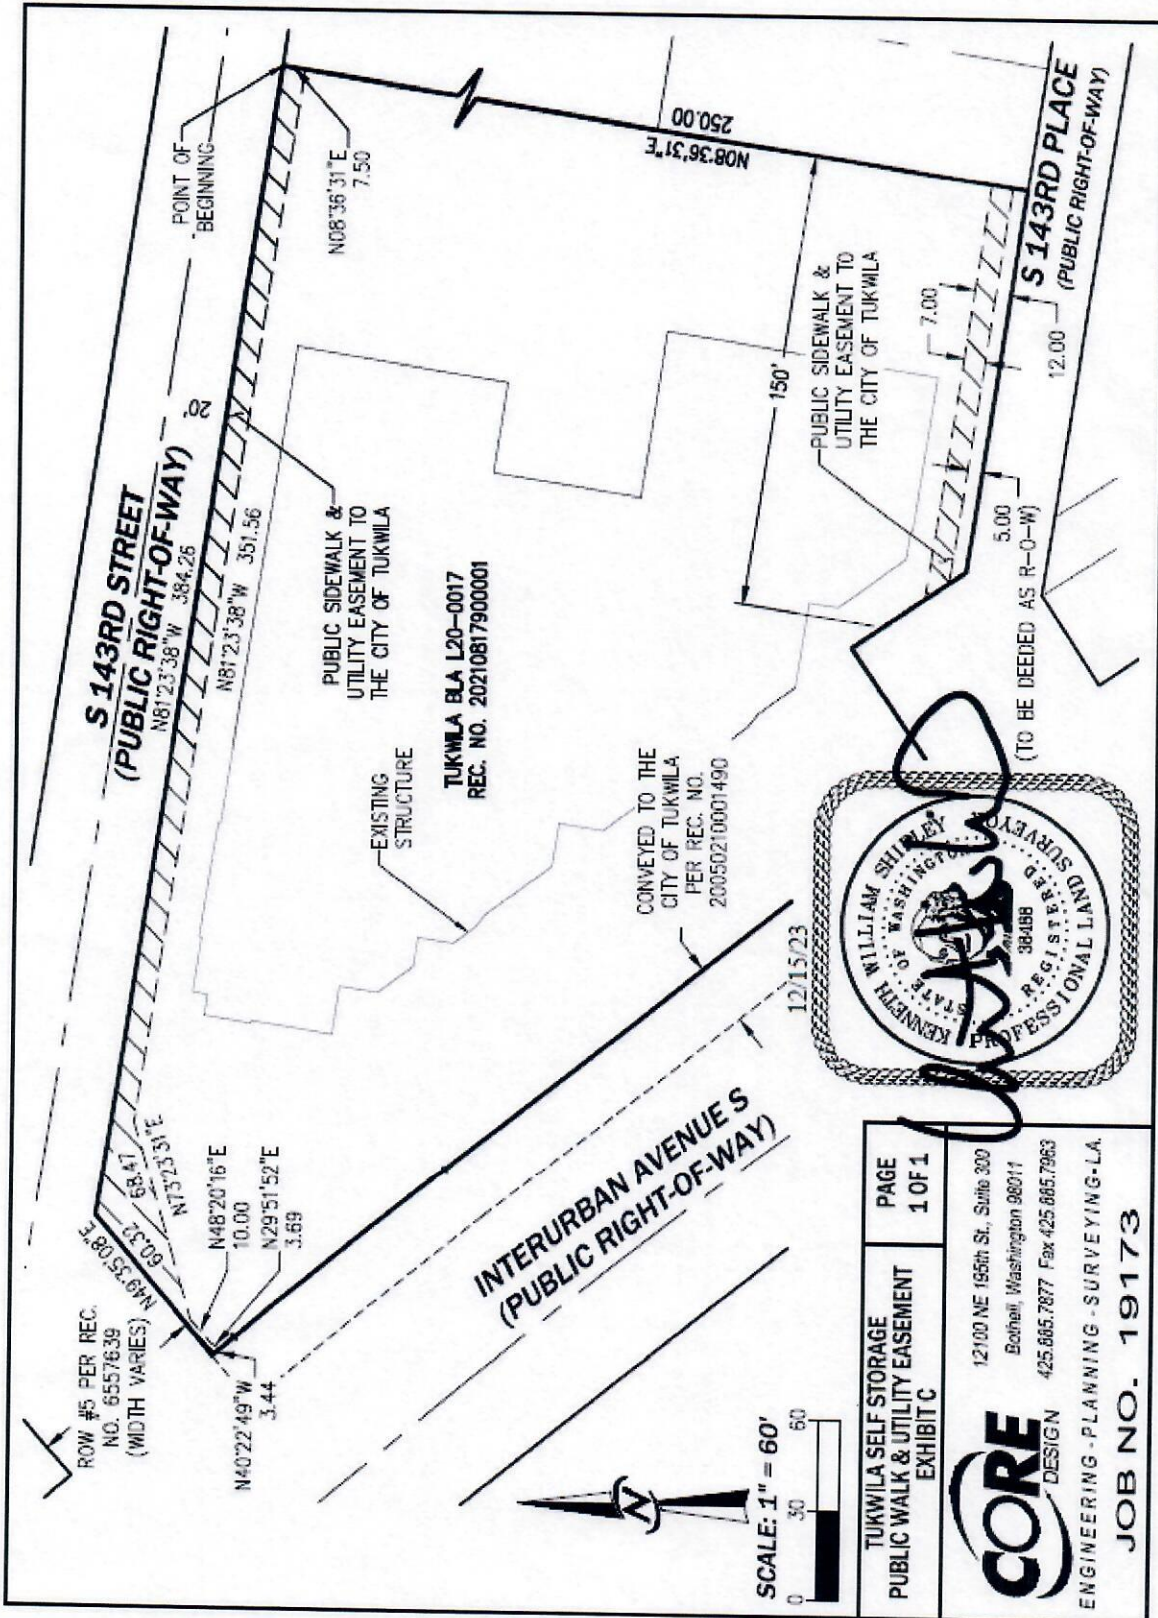 S 143RD STREET
(PUBLIC RIGHT-OF-WAY)
N81°23'38"W 384.26
N81°23'38"W 351.56
20'
POINT OF
BEGINNING
N08°36'31"E
7.50
N08°36'31"E
250.00
ROW #5 PER REC.
NO. 6557639
(WIDTH VARIES)
N49°35'08"E
60.32
68.47
N73°23'31"E
N48°20'16"E
10.00
N29°51'52"E
3.69
N40°22'49"W
3.44
PUBLIC SIDEWALK &
UTILITY EASEMENT TO
THE CITY OF TUKWILA
EXISTING
STRUCTURE
TUKWILA BLA L20-0017
REC. NO. 20210817900001
150'
PUBLIC SIDEWALK &
UTILITY EASEMENT TO
THE CITY OF TUKWILA
7.00
12.00
S 143RD PLACE
(PUBLIC RIGHT-OF-WAY)
5.00
(TO BE DEEDED AS R-O-W)
CONVEYED TO THE
CITY OF TUKWILA
PER REC. NO.
20050210001490
INTERURBAN AVENUE S
(PUBLIC RIGHT-OF-WAY)
N
SCALE: 1" = 60'
0 30 60
12/15/23
KENNETH WILLIAM SHIPLEY
STATE OF WASHINGTON
38488
REGISTERED
PROFESSIONAL LAND SURVEYOR
TUKWILA SELF STORAGE
PUBLIC WALK & UTILITY EASEMENT
EXHIBIT C
PAGE
1 OF 1
CORE
DESIGN
12100 NE 195th St., Suite 300
Bothell, Washington 98011
425.885.7877 Fax 425.885.7963
ENGINEERING-PLANNING-SURVEYING-LA.
JOB NO. 19173